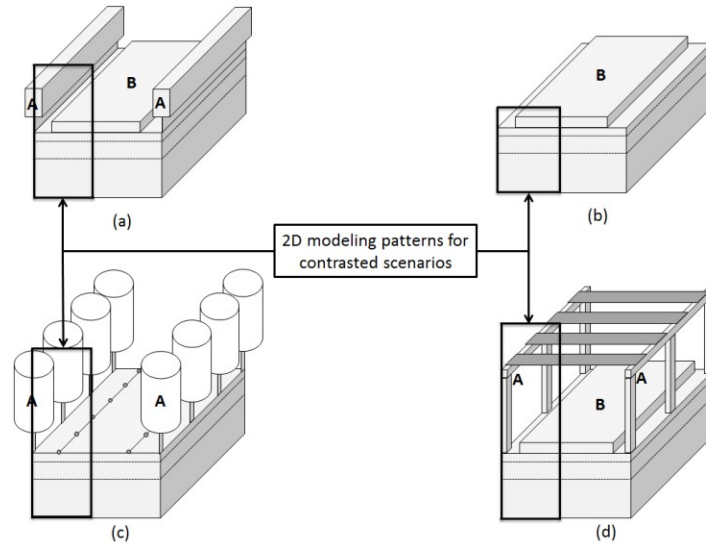 B
A
A
B
(a)
(b)
2D modeling patterns for
contrasted scenarios
A
A
A
A
B
(c)
(d)